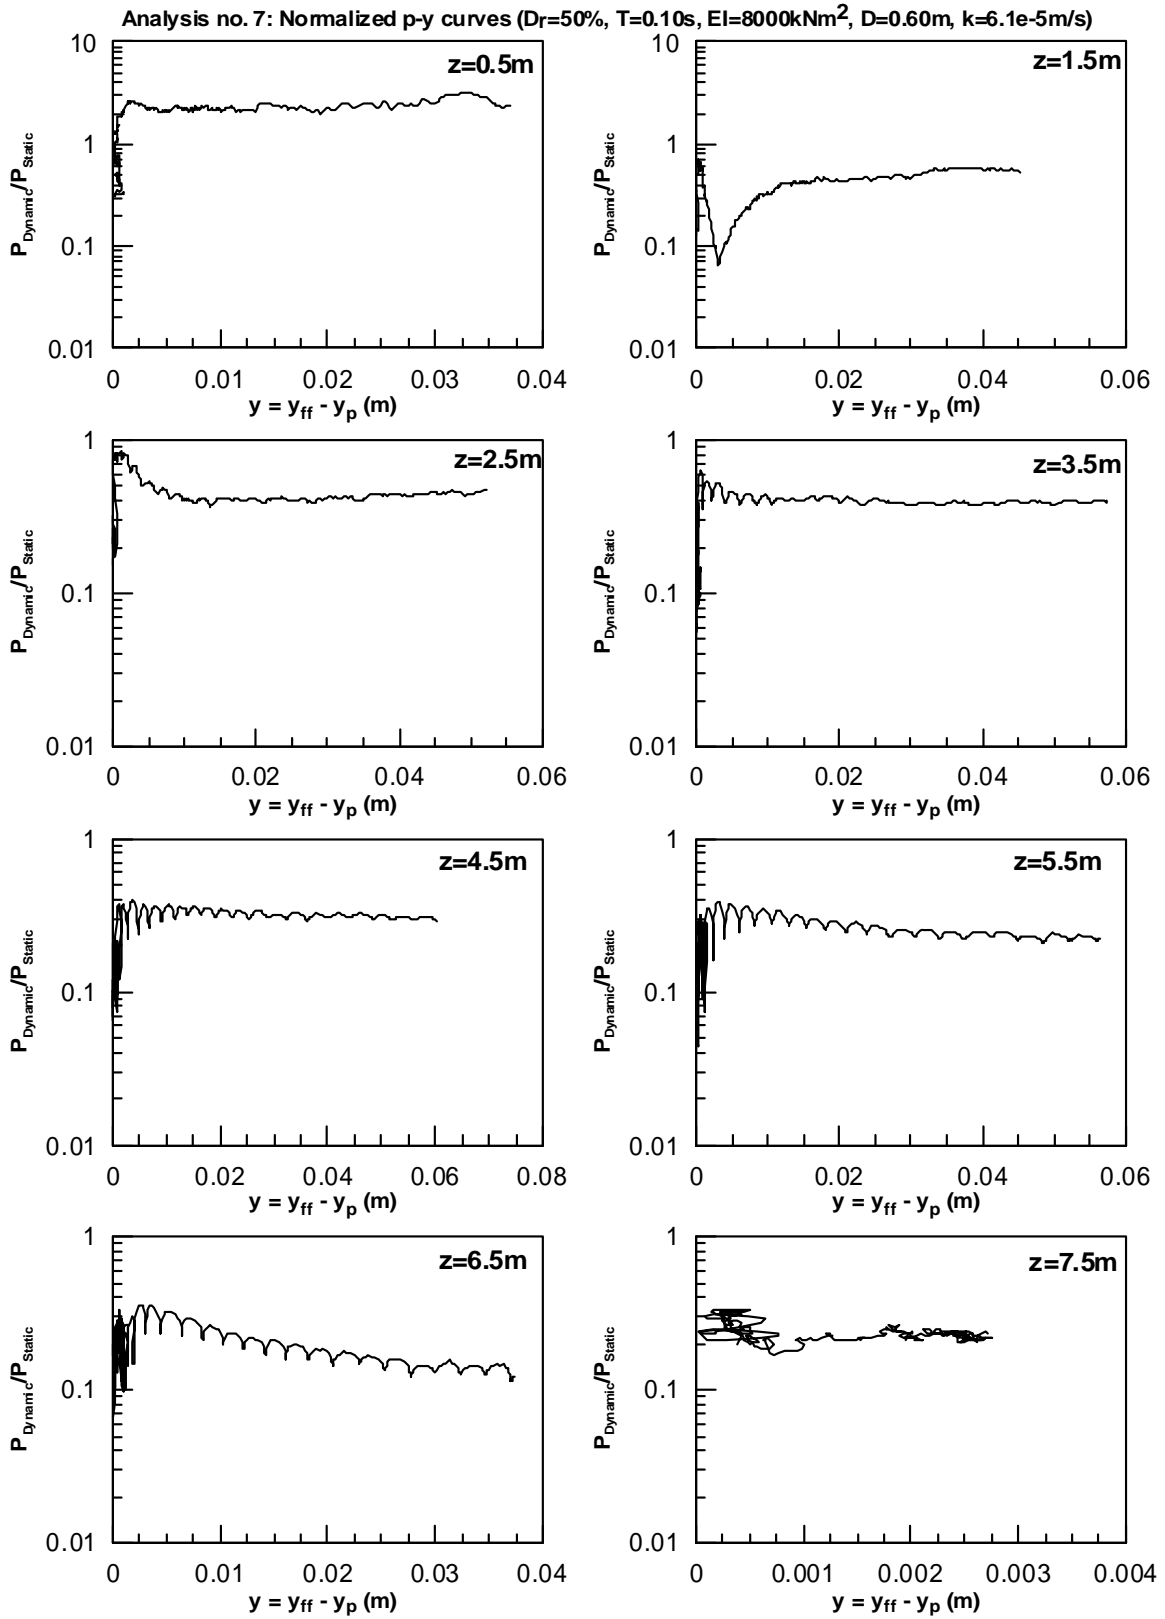 Analysis no. 7: Normalized p-y curves (Dr=50%, T=0.10s, EI=8000kNm2, D=0.60m, k=6.1e-5m/s)
z=0.5m
10
1
0.1
0.01
PDynamic/PStatic
0 0.01 0.02 0.03 0.04
y = yff - yp (m)
z=1.5m
10
1
0.1
0.01
PDynamic/PStatic
0 0.02 0.04 0.06
y = yff - yp (m)
z=2.5m
1
0.1
0.01
PDynamic/PStatic
0 0.02 0.04 0.06
y = yff - yp (m)
z=3.5m
1
0.1
0.01
PDynamic/PStatic
0 0.02 0.04 0.06
y = yff - yp (m)
z=4.5m
1
0.1
0.01
PDynamic/PStatic
0 0.02 0.04 0.06 0.08
y = yff - yp (m)
z=5.5m
1
0.1
0.01
PDynamic/PStatic
0 0.02 0.04 0.06
y = yff - yp (m)
z=6.5m
1
0.1
0.01
PDynamic/PStatic
0 0.01 0.02 0.03 0.04
y = yff - yp (m)
z=7.5m
1
0.1
0.01
PDynamic/PStatic
0 0.001 0.002 0.003 0.004
y = yff - yp (m)